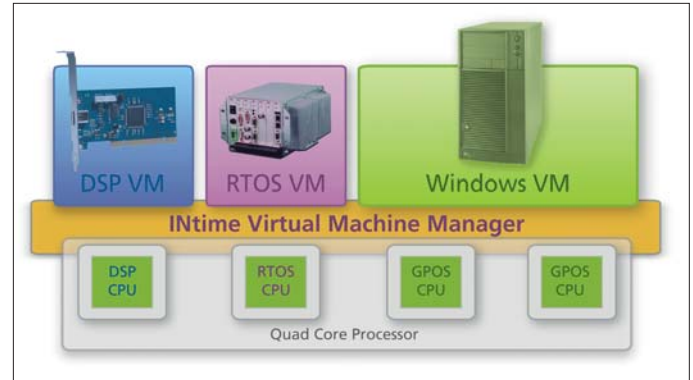 DSP VM
RTOS VM
Windows VM
INtime Virtual Machine Manager
DSP
CPU
RTOS
CPU
GPOS
CPU
GPOS
CPU
Quad Core Processor